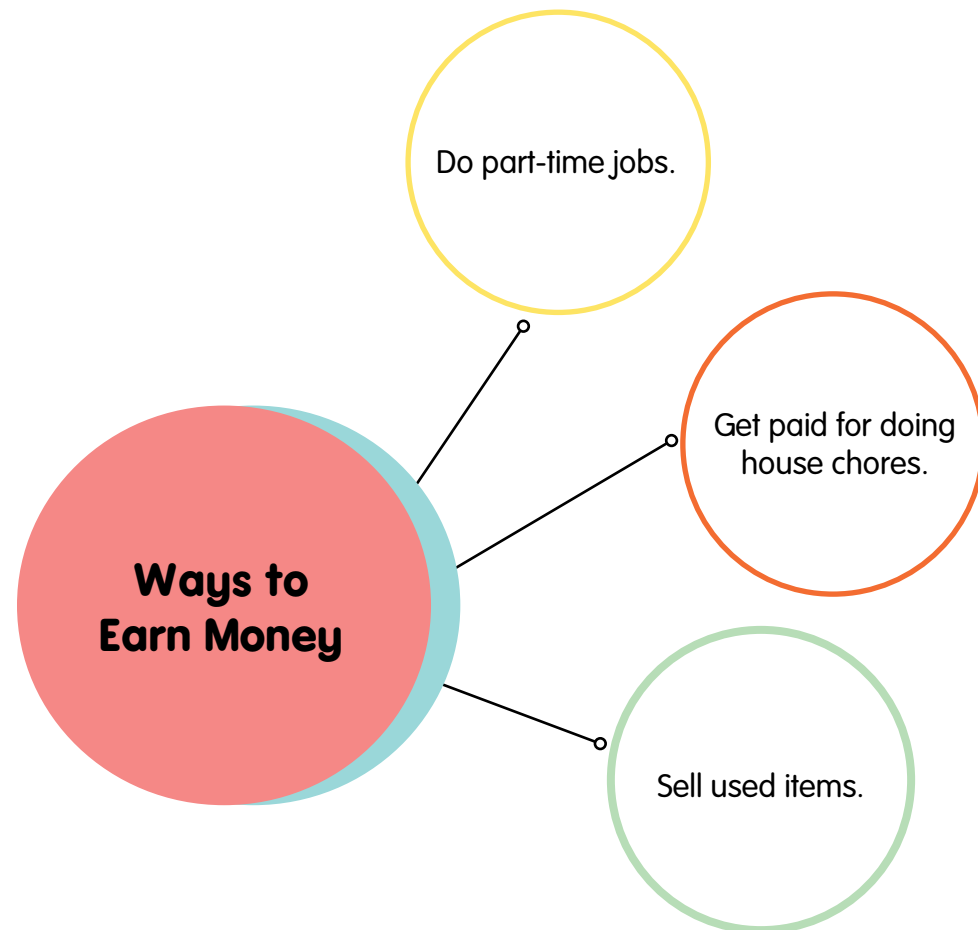 Do part-time jobs.
Get paid for doing
house chores.
Ways to
Earn Money
Sell used items.